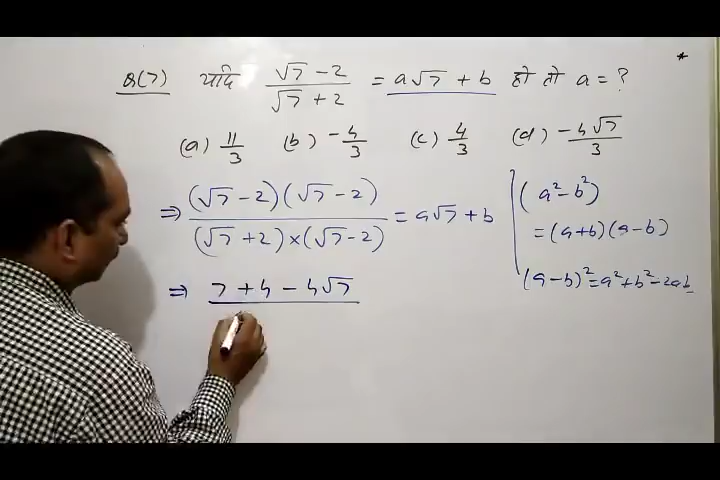 Q(7) यदि (√7 - 2)/(√7 + 2) = a√7 + b हो तो a = ?
(a) 11/3 (b) -4/3 (c) 4/3 (d) -4√7/3
⇒ (√7 - 2)(√7 - 2)/(√7 + 2)×(√7 - 2) = a√7 + b
(a² - b²)
= (a+b)(a-b)
(a-b)² = a² + b² - 2ab
⇒ 7 + 4 - 4√7